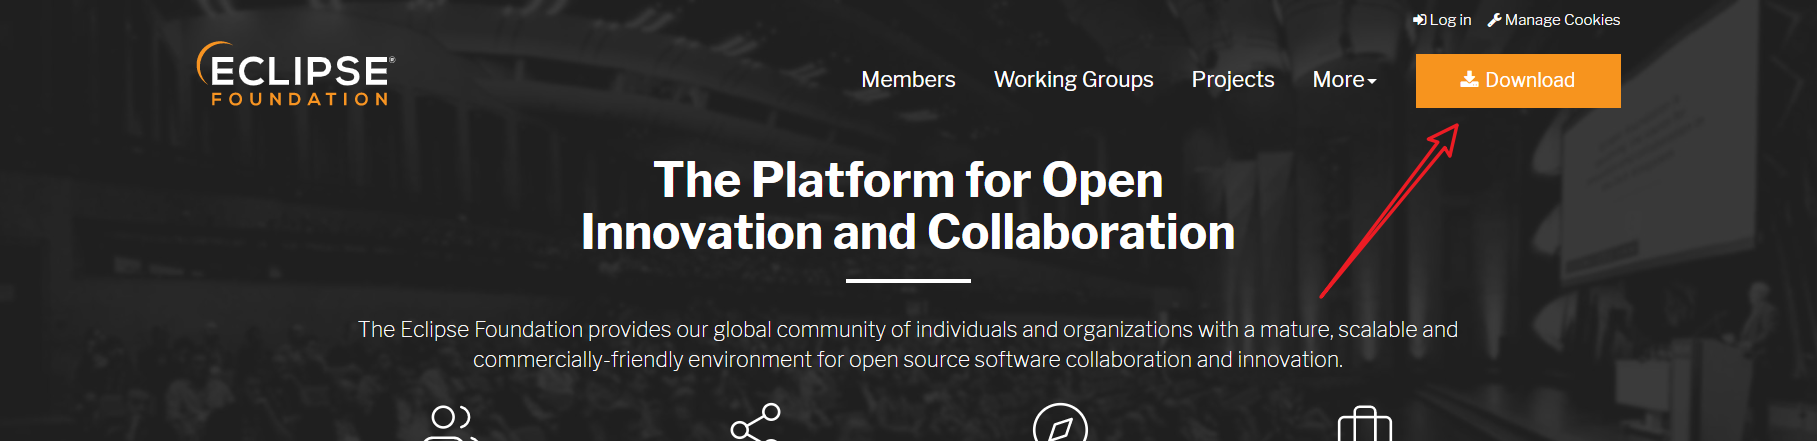 Log in Manage Cookies
ECLIPSE®
FOUNDATION
Members Working Groups Projects More Download
The Platform for Open
Innovation and Collaboration
The Eclipse Foundation provides our global community of individuals and organizations with a mature, scalable and
commercially-friendly environment for open source software collaboration and innovation.